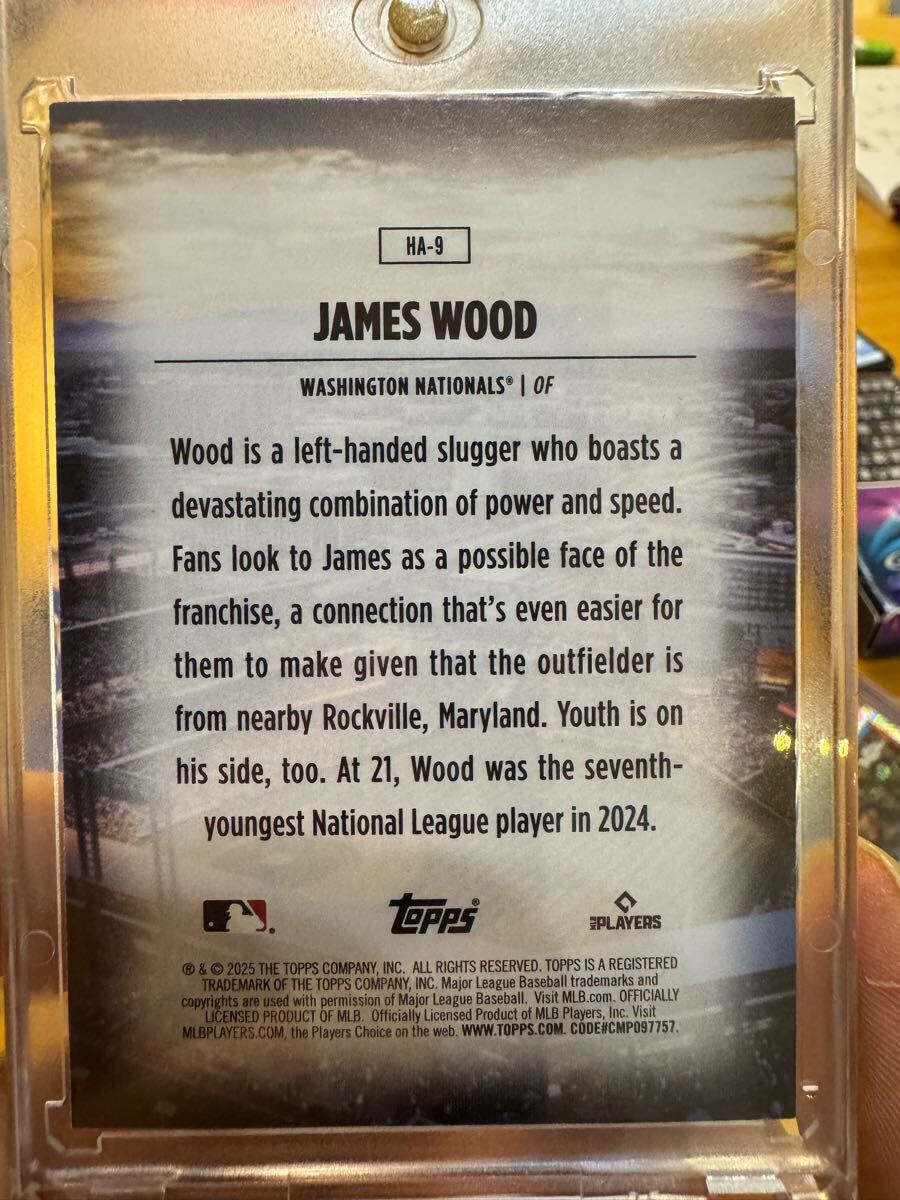 HA-9
JAMES WOOD
WASHINGTON NATIONALS® | OF
Wood is a left-handed slugger who boasts a
devastating combination of power and speed.
Fans look to James as a possible face of the
franchise, a connection that's even easier for
them to make given that the outfielder is
from nearby Rockville, Maryland. Youth is on
his side, too. At 21, Wood was the seventh-
youngest National League player in 2024.
TOPPS® MLB PLAYERS
® & © 2025 THE TOPPS COMPANY, INC. ALL RIGHTS RESERVED. TOPPS IS A REGISTERED
TRADEMARK OF THE TOPPS COMPANY, INC. Major League Baseball trademarks and
copyrights are used with permission of Major League Baseball. Visit MLB.com. OFFICIALLY
LICENSED PRODUCT OF MLB. Officially Licensed Product of MLB Players, Inc. Visit
MLBPLAYERS.COM, the Players Choice on the web. WWW.TOPPS.COM. CODE#CMP097757.